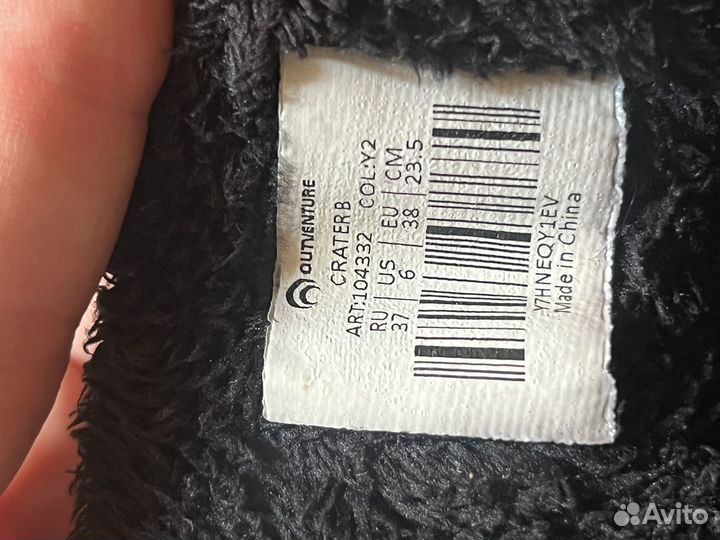 OUTVENTURE
CRATER B
ART:104332 COL:Y2
RU | US | EU | CM
37 | 6 | 38 | 23.5
Y7HNEQY1EV
Made in China
Avito